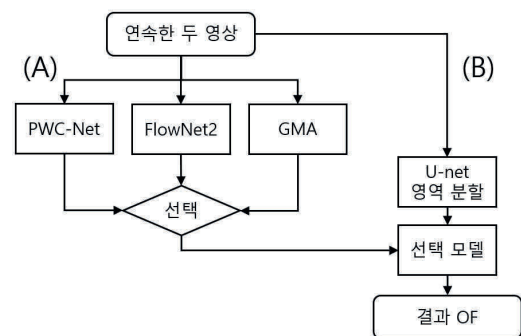 연속한 두 영상
(A)
(B)
PWC-Net
FlowNet2
GMA
선택
U-net
영역 분할
선택 모델
결과 OF